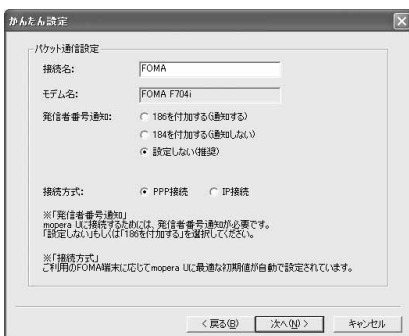 かんたん設定
パケット通信設定
接続名: FOMA
モデム名: FOMA F704i
発信者番号通知: 186を付加する(通知する)
184を付加する(通知しない)
設定しない(推奨)
接続方式: PPP接続 IP接続
※「発信者番号通知」
mopera Uに接続するためには、発信者番号通知が必要です。
「設定しない」もしくは「186を付加する」を選択してください。
※「接続方式」
ご利用のFOMA端末に応じてmopera Uに最適な初期値が自動で設定されています。
< 戻る(B) 次へ(N) > キャンセル